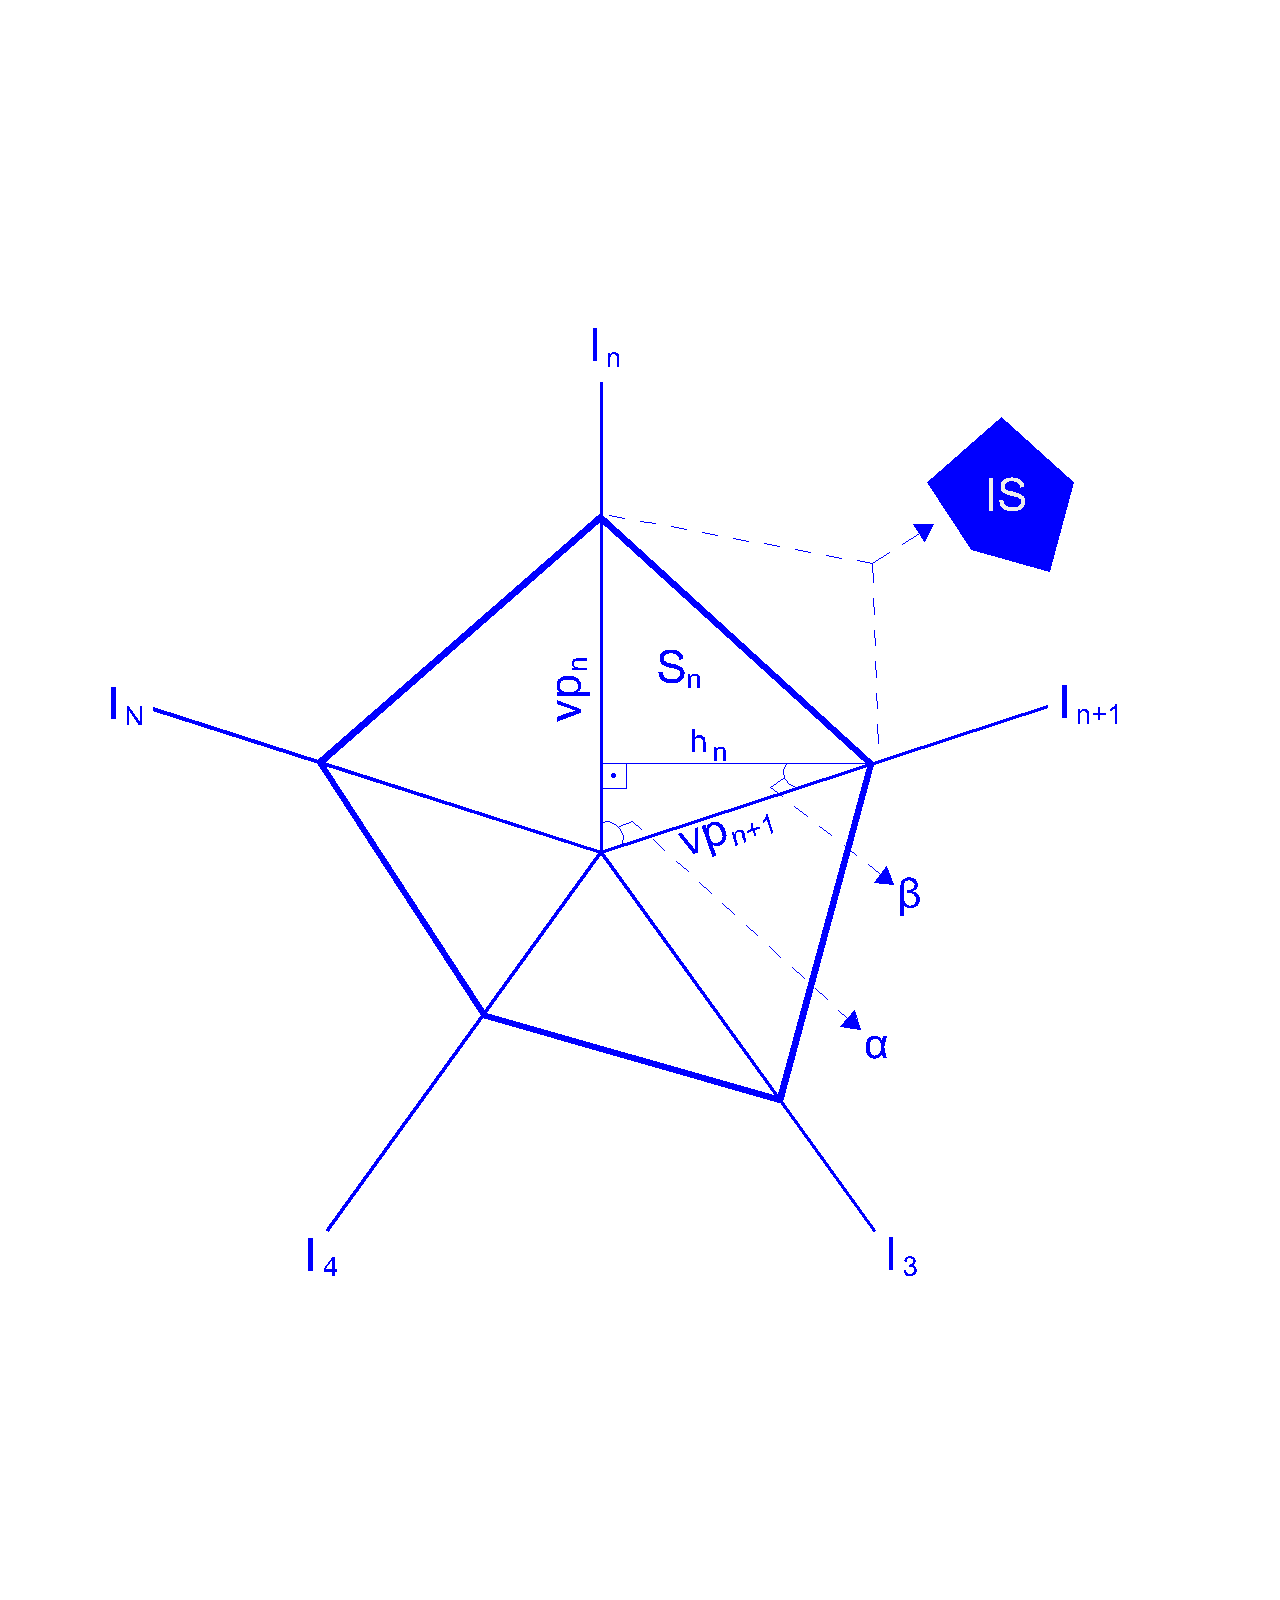 I n
IS
vp n
S n
I N
I n+1
h n
vp n+1
β
α
I 4
I 3